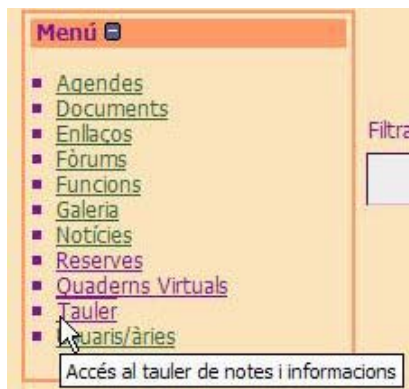 Menú
Agendes
Documents
Enllaços
Fòrums
Funcions
Galeria
Notícies
Filtra
Reserves
Quaderns Virtuals
Tauler
Accés al tauler de notes i informacions